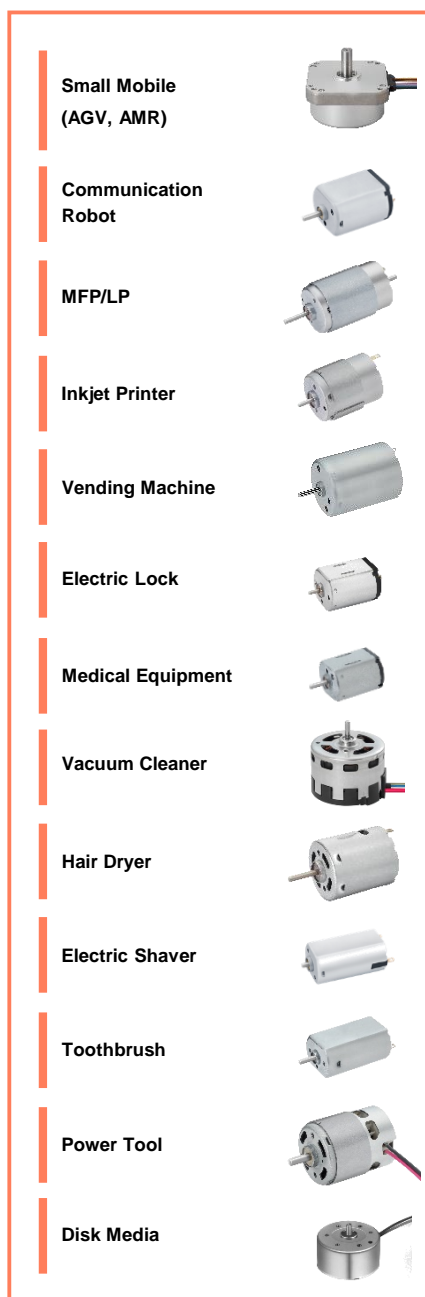 Small Mobile
(AGV, AMR)
Communication
Robot
MFP/LP
Inkjet Printer
Vending Machine
Electric Lock
Medical Equipment
Vacuum Cleaner
Hair Dryer
Electric Shaver
Toothbrush
Power Tool
Disk Media